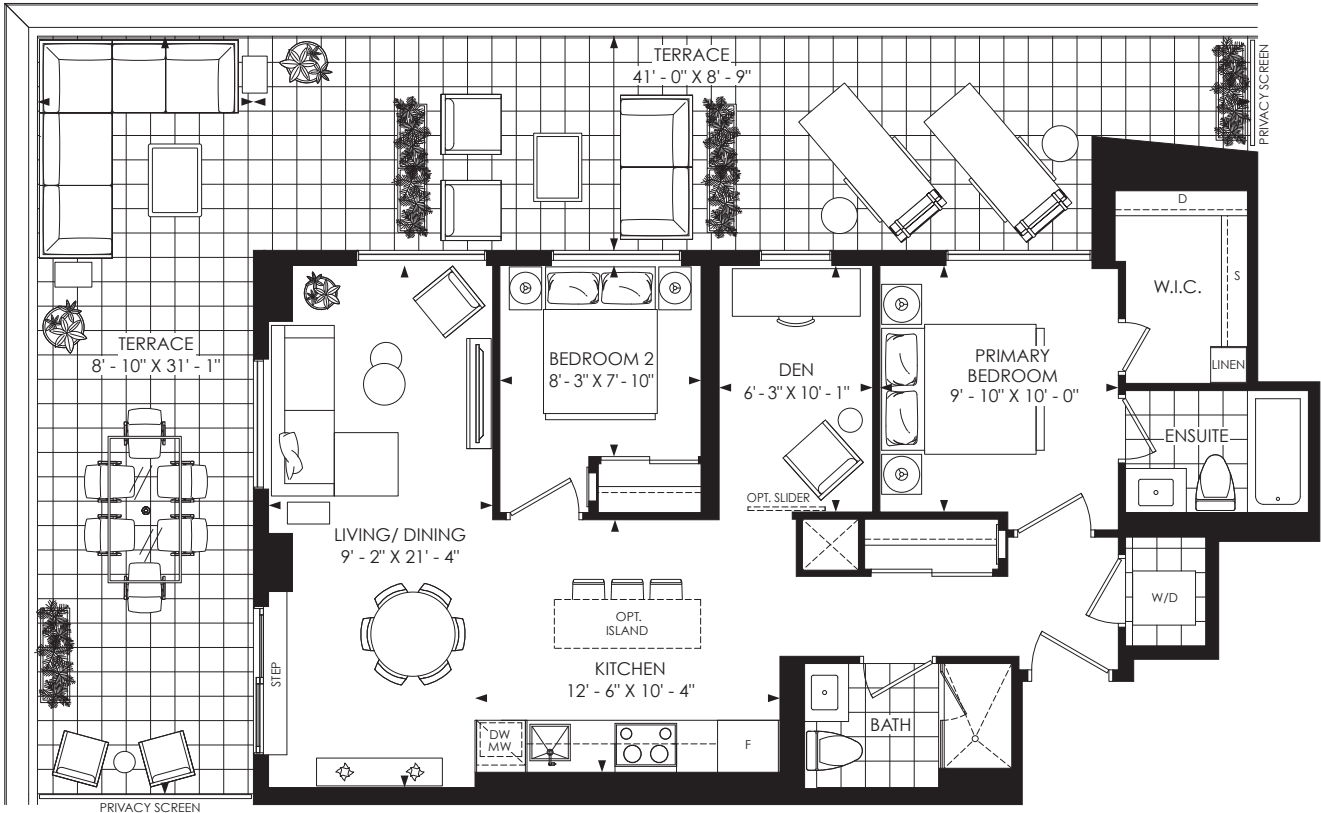 TERRACE
41' - 0" X 8' - 9"
PRIVACY SCREEN
D
S
W.I.C.
LINEN
TERRACE
8' - 10" X 31' - 1"
BEDROOM 2
8' - 3" X 7' - 10"
DEN
6' - 3" X 10' - 1"
PRIMARY
BEDROOM
9' - 10" X 10' - 0"
ENSUITE
OPT. SLIDER
LIVING/ DINING
9' - 2" X 21' - 4"
W/D
OPT.
ISLAND
STEP
KITCHEN
12' - 6" X 10' - 4"
DW
MW
F
BATH
PRIVACY SCREEN